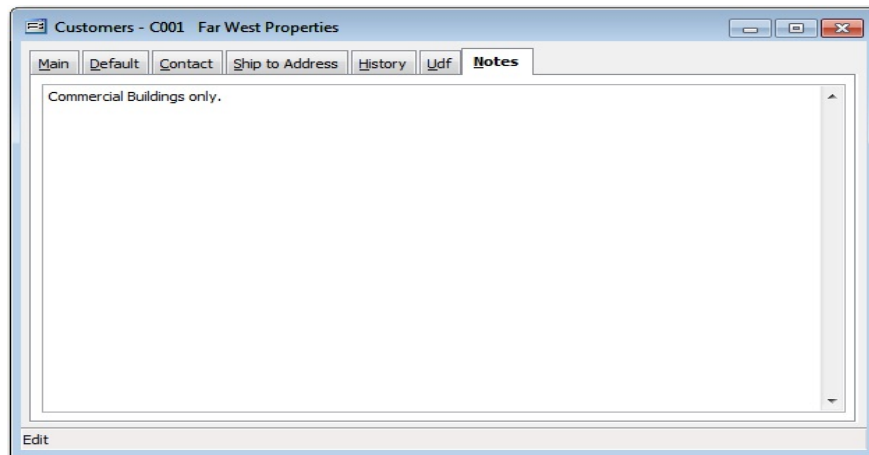 Customers - C001 Far West Properties
Main Default Contact Ship to Address History Udf Notes
Commercial Buildings only.
Edit